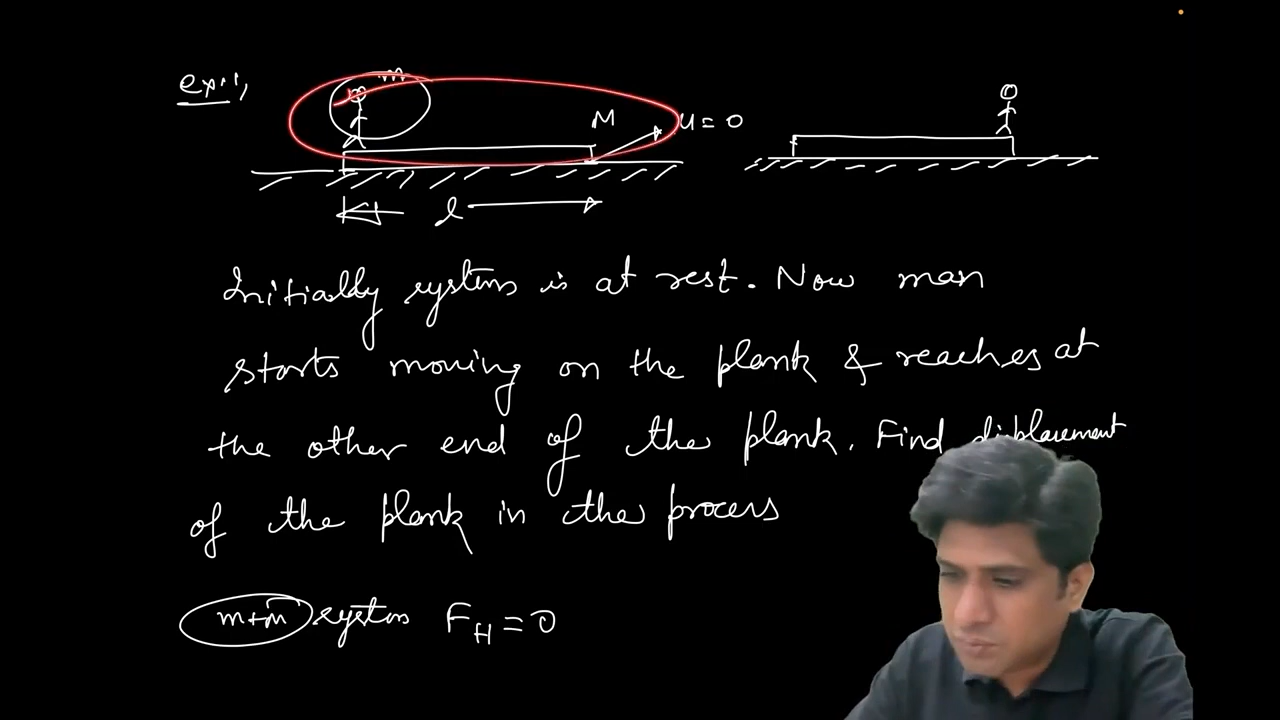 ex:-1,
m
M
μ = 0
l
Initially system is at rest. Now man
starts moving on the plank & reaches at
the other end of the plank. Find displacement
of the plank in the process
m+M system F_H = 0